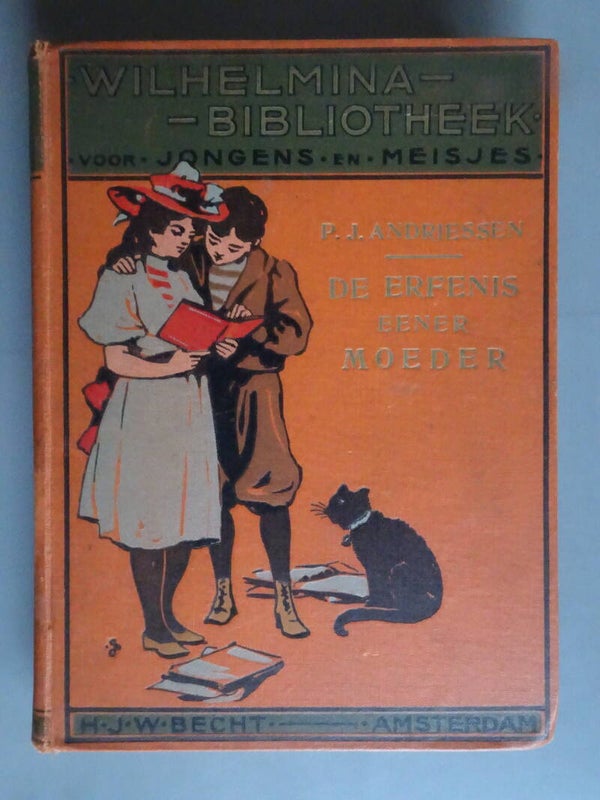 WILHELMINA—
—BIBLIOTHEEK·
·VOOR·JONGENS·EN·MEISJES·
P. J. ANDRIESSEN
DE ERFENIS
EENER
MOEDER
H·J·W·BECHT·—·AMSTERDAM